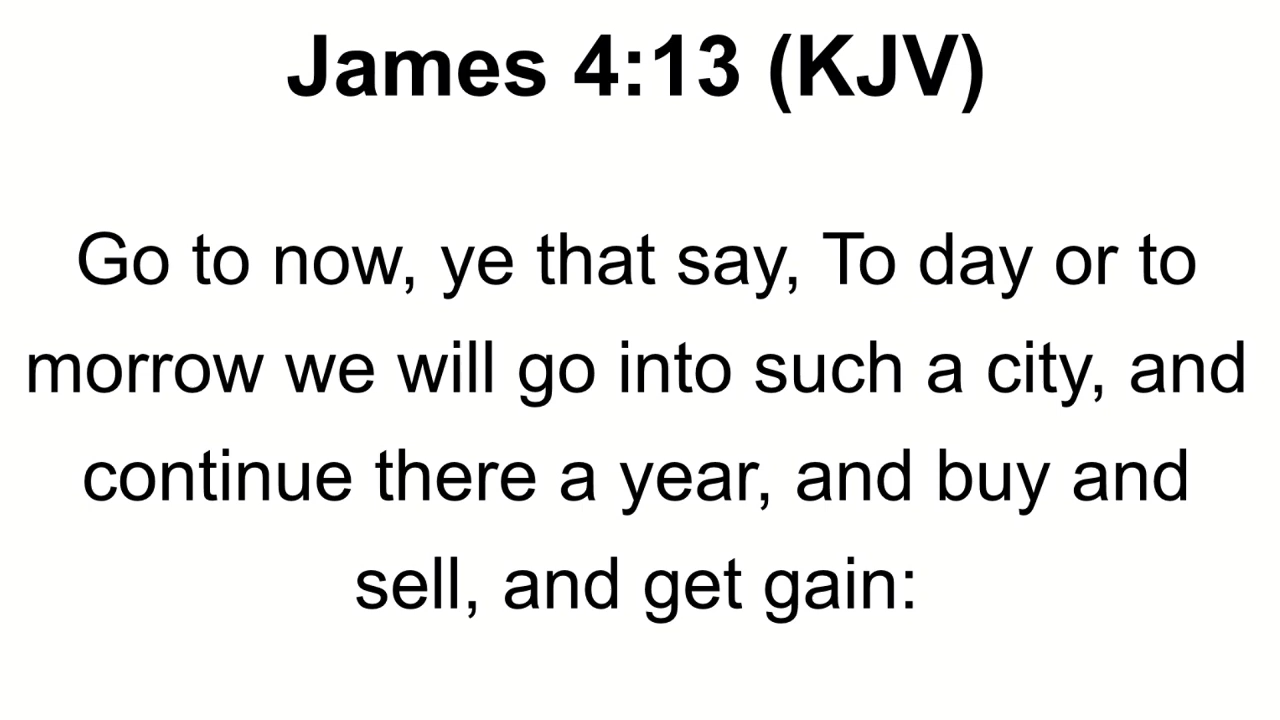 James 4:13 (KJV)
Go to now, ye that say, To day or to
morrow we will go into such a city, and
continue there a year, and buy and
sell, and get gain: